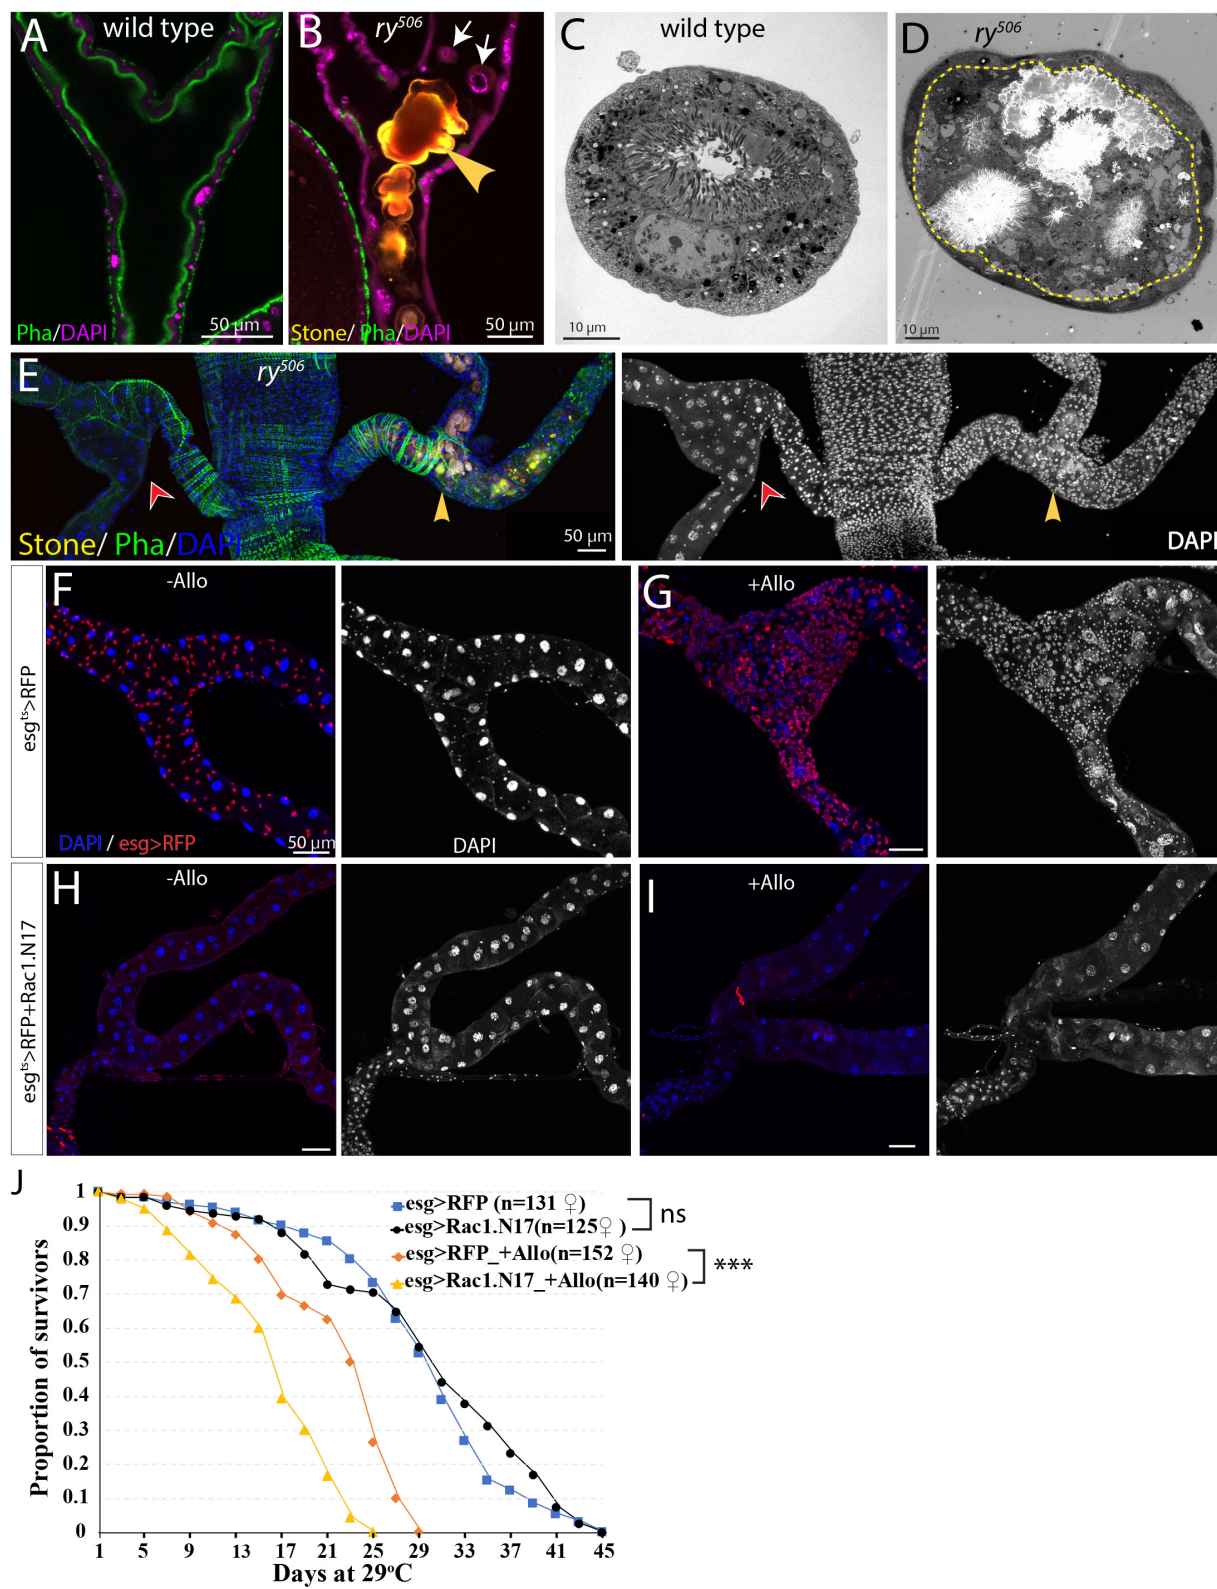 A
wild type
Pha/DAPI
50 µm
B
ry506
Stone/ Pha/DAPI
50 µm
C
wild type
10 µm
D
ry506
10 µm
E
ry506
Stone/ Pha/DAPI
50 µm
DAPI
esgts>RFP
F
-Allo
DAPI / esg>RFP
50 µm
DAPI
G
+Allo
esgts>RFP+Rac1.N17
H
-Allo
I
+Allo
J
Proportion of survivors
1
0.9
0.8
0.7
0.6
0.5
0.4
0.3
0.2
0.1
0
esg>RFP (n=131 ♀)
esg>Rac1.N17(n=125♀ )
ns
esg>RFP_+Allo(n=152 ♀)
esg>Rac1.N17_+Allo(n=140 ♀)
***
1 5 9 13 17 21 25 29 33 37 41 45
Days at 29oC